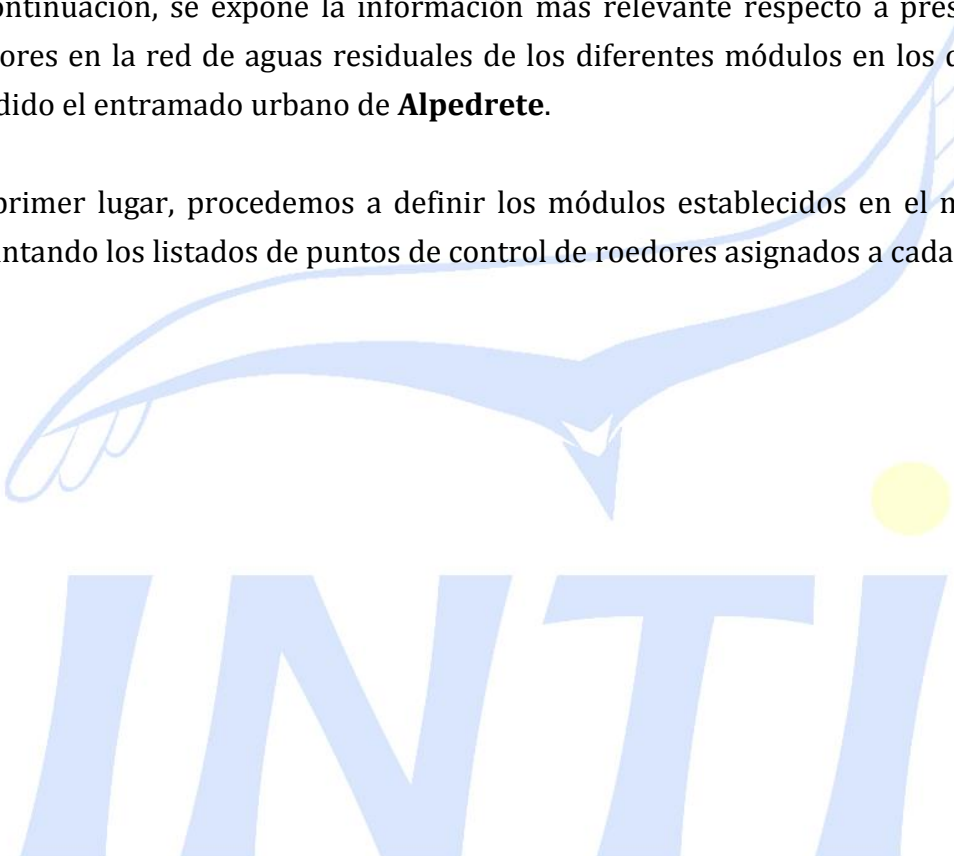 ontinuación, se expone la información más relevante respecto a pres
ores en la red de aguas residuales de los diferentes módulos en los
dido el entramado urbano de Alpedrete.
primer lugar, procedemos a definir los módulos establecidos en el
ntando los listados de puntos de control de roedores asignados a cada
INTI